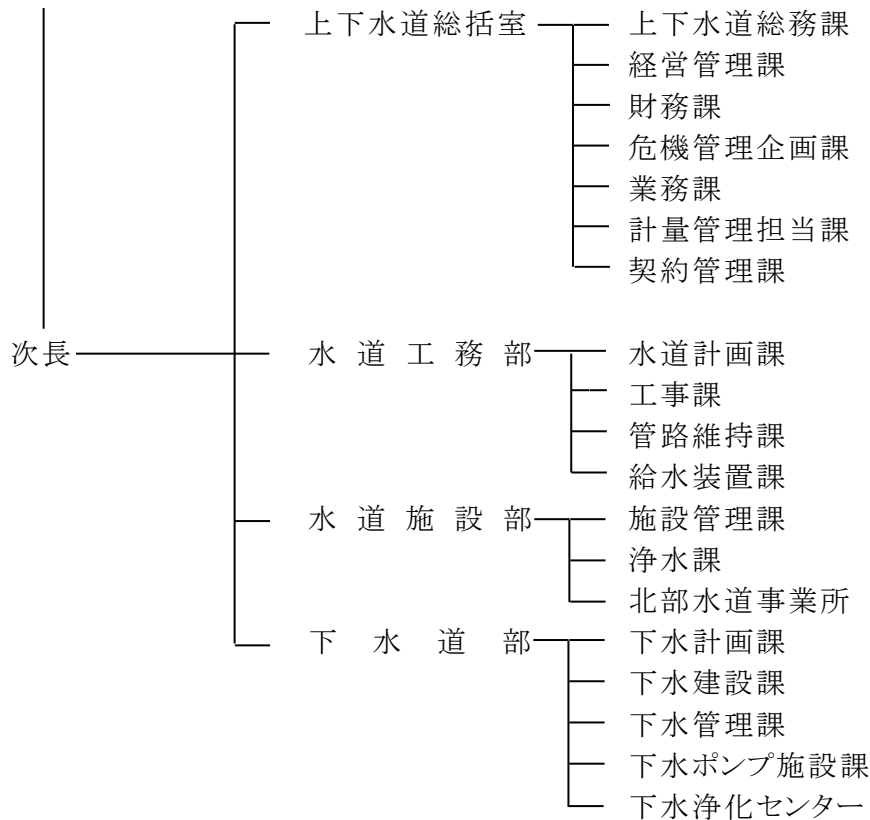 上下水道総括室 上下水道総務課
経営管理課
財務課
危機管理企画課
業務課
計量管理担当課
契約管理課
次長 水道工務部 水道計画課
工事課
管路維持課
給水装置課
水道施設部 施設管理課
浄水課
北部水道事業所
下水道部 下水計画課
下水建設課
下水管理課
下水ポンプ施設課
下水浄化センター